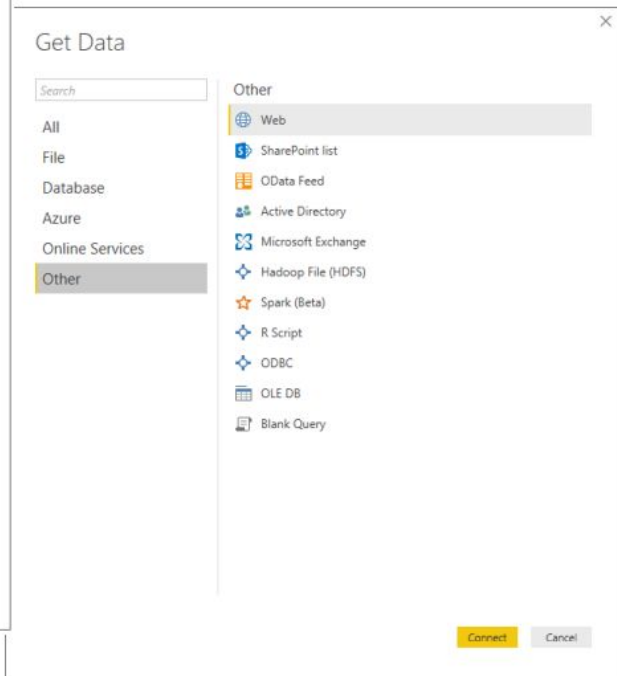 Get Data
Search
All
File
Database
Azure
Online Services
Other
Other
Web
SharePoint list
OData Feed
Active Directory
Microsoft Exchange
Hadoop File (HDFS)
Spark (Beta)
R Script
ODBC
OLE DB
Blank Query
Connect
Cancel